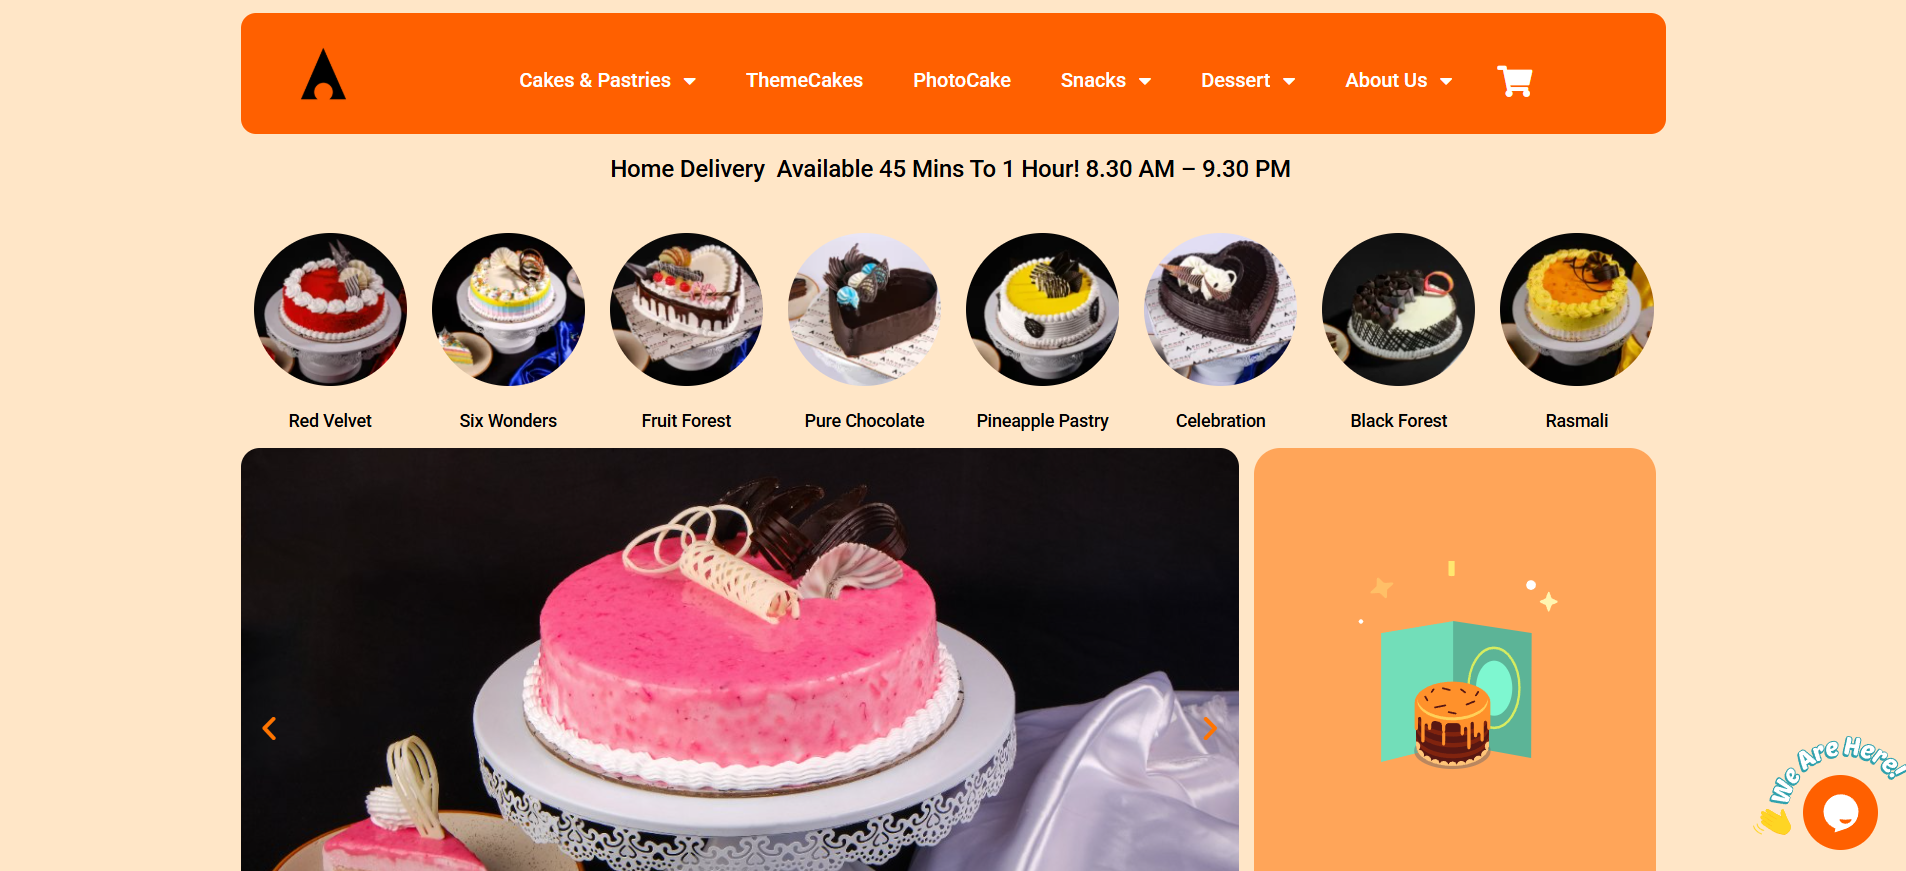 Cakes & Pastries ThemeCakes PhotoCake Snacks Dessert About Us
Home Delivery Available 45 Mins To 1 Hour! 8.30 AM – 9.30 PM
Red Velvet Six Wonders Fruit Forest Pure Chocolate Pineapple Pastry Celebration Black Forest Rasmali
We Are Here!